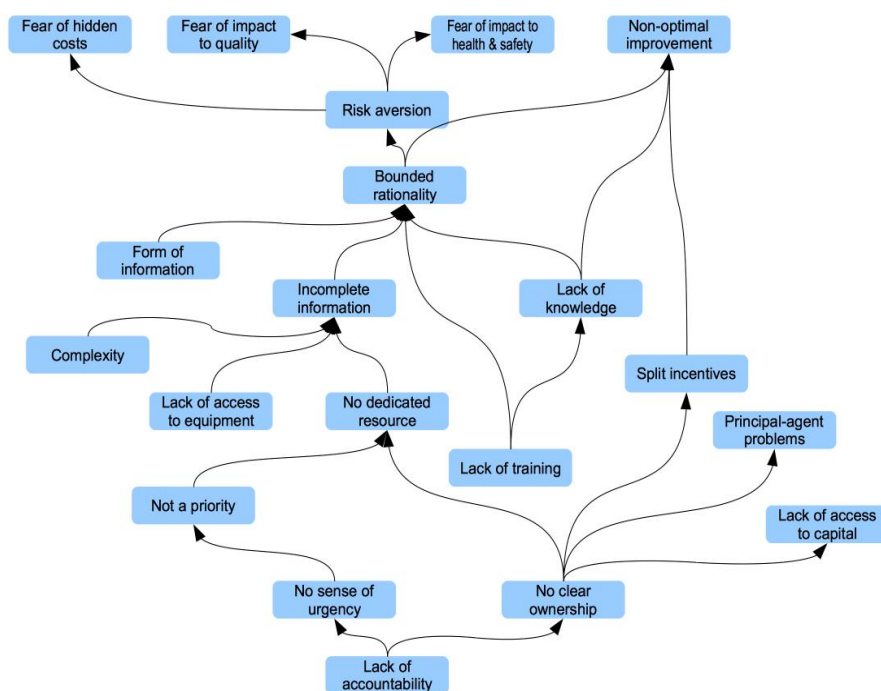 Fear of hidden
costs
Fear of impact
to quality
Fear of impact to
health & safety
Non-optimal
improvement
Risk aversion
Bounded
rationality
Form of
information
Incomplete
information
Lack of
knowledge
Complexity
Split incentives
Lack of access
to equipment
No dedicated
resource
Principal-agent
problems
Lack of training
Not a priority
Lack of access
to capital
No sense of
urgency
No clear
ownership
Lack of
accountability